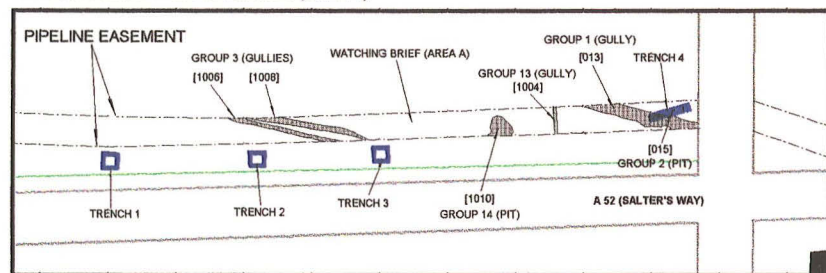 PIPELINE EASEMENT
GROUP 3 (GULLIES)
[1006] [1008]
WATCHING BRIEF (AREA A)
GROUP 13 (GULLY)
[1004]
GROUP 1 (GULLY)
[013]
TRENCH 4
[015]
GROUP 2 (PIT)
TRENCH 1
TRENCH 2
TRENCH 3
[1010]
GROUP 14 (PIT)
A 52 (SALTER'S WAY)